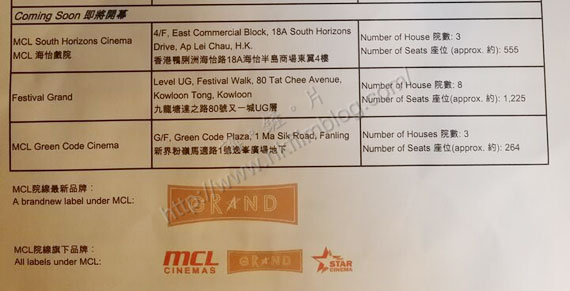 Coming Soon 即將開幕
MCL South Horizons Cinema
MCL 海怡戲院
4/F, East Commercial Block, 18A South Horizons
Drive, Ap Lei Chau, H.K.
香港鴨脷洲海怡路18A海怡半島商場東翼4樓
Number of House 院數: 3
Number of Seats 座位 (approx. 約): 555
Festival Grand
Level UG, Festival Walk, 80 Tat Chee Avenue,
Kowloon Tong, Kowloon
九龍塘達之路80號又一城UG層
Number of House 院數: 8
Number of Seats 座位 (approx. 約): 1,225
MCL Green Code Cinema
G/F, Green Code Plaza, 1 Ma Sik Road, Fanling
新界粉嶺馬適路1號逸峯廣場地下
Number of Houses 院數: 3
Number of Seats 座位(approx. 約): 264
MCL院線最新品牌：
A brandnew label under MCL:
GRAND
MCL院線旗下品牌：
All labels under MCL:
MCL
CINEMAS
GRAND
STAR
CINEMA